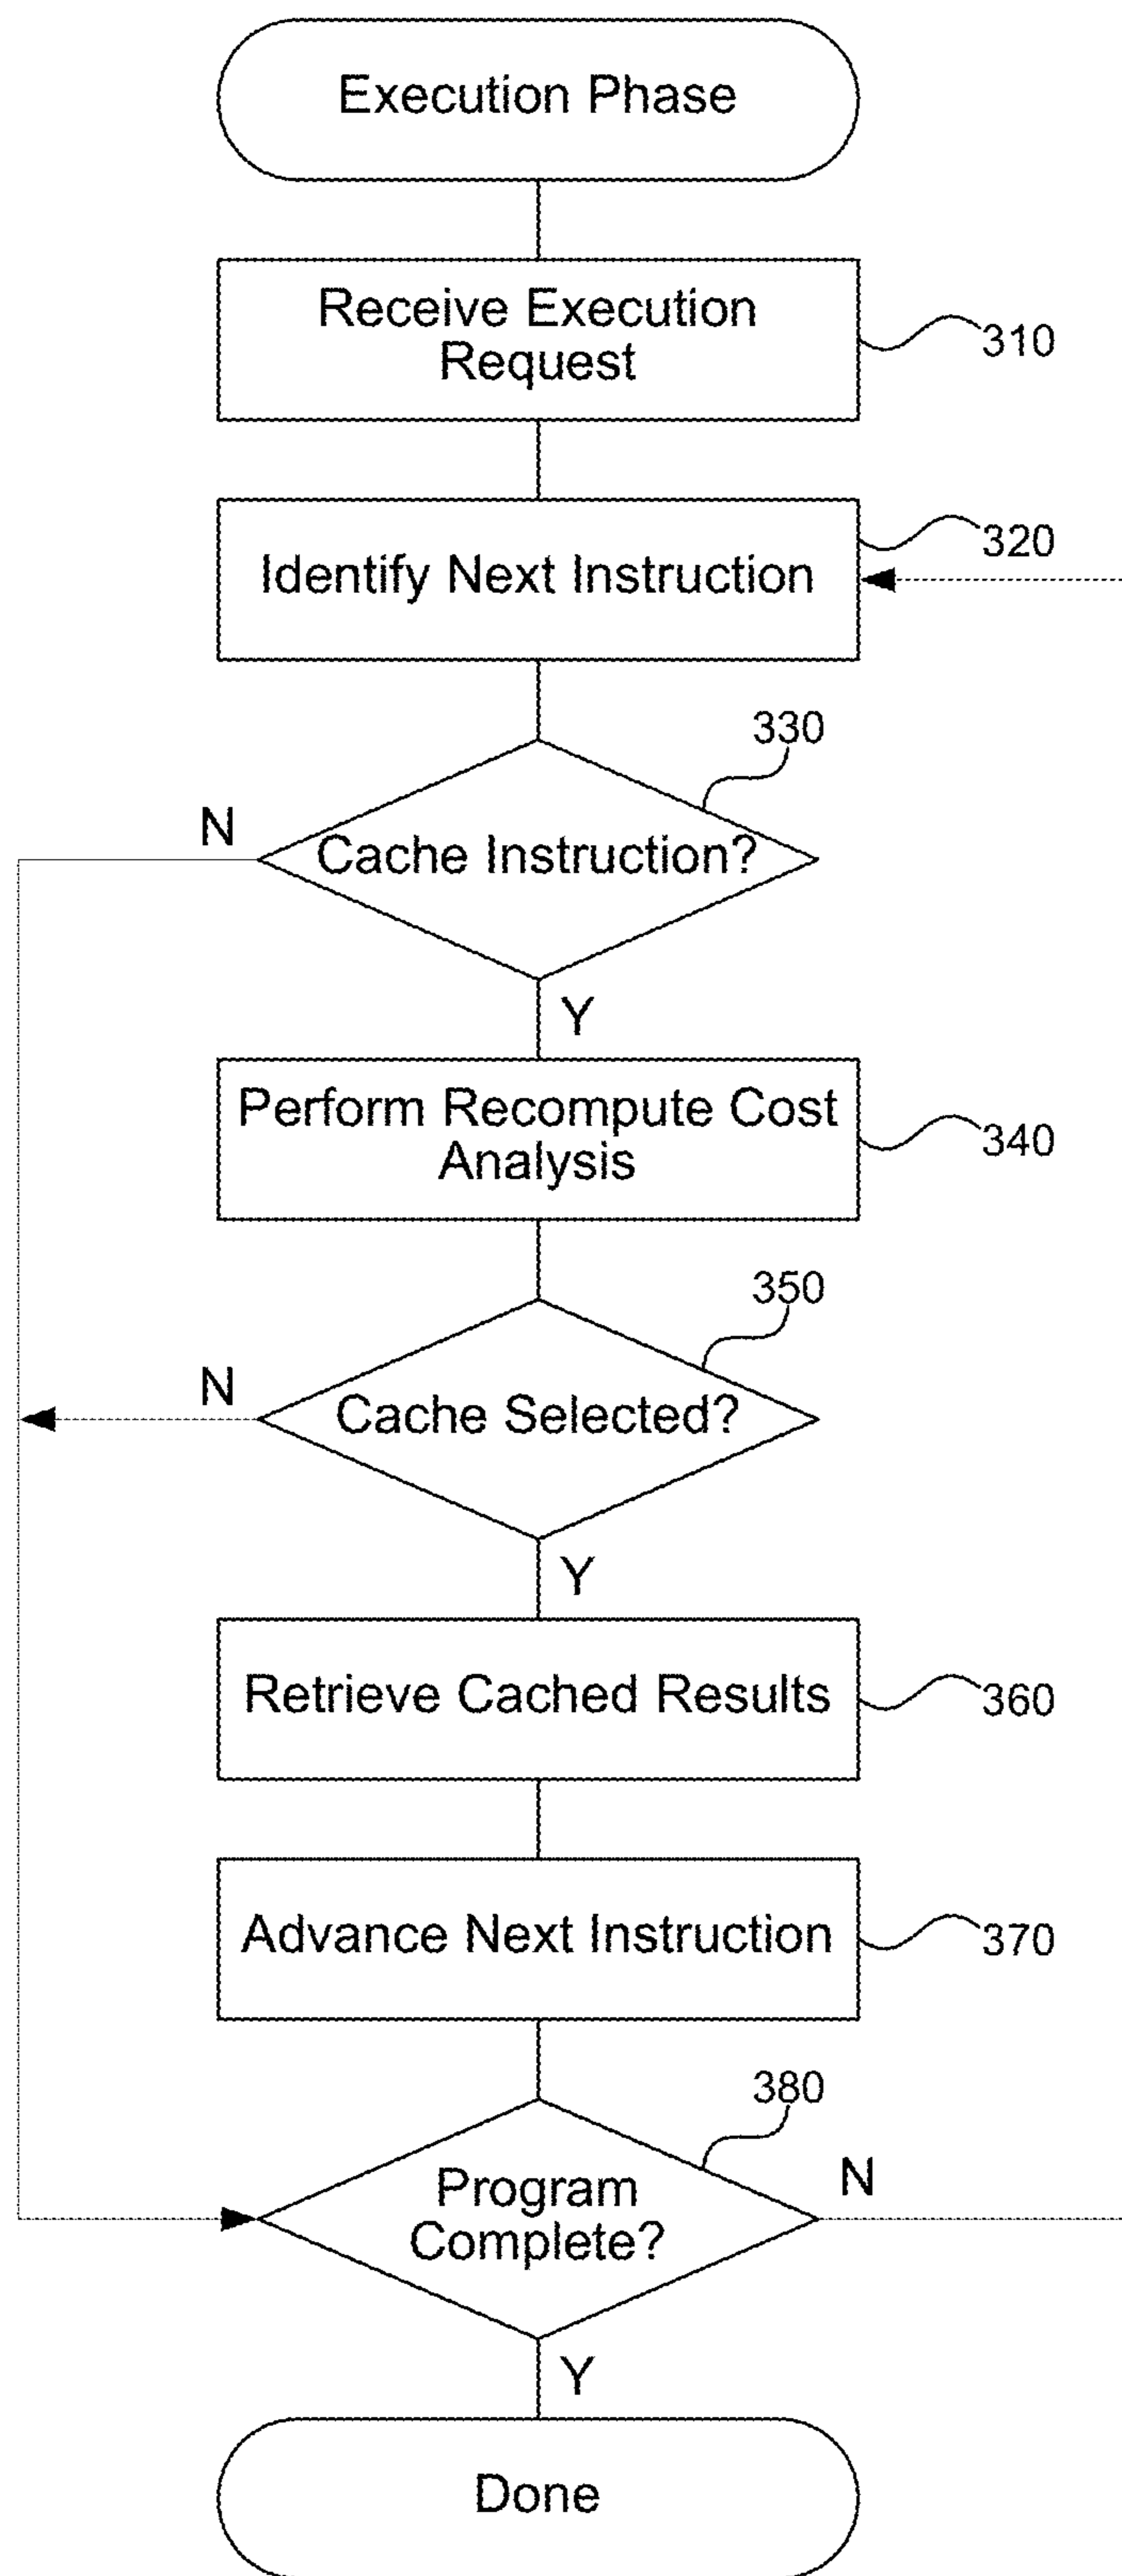 Execution Phase
Receive Execution
Request
310
Identify Next Instruction
320
330
N
Cache Instruction?
Y
Perform Recompute Cost
Analysis
340
350
N
Cache Selected?
Y
Retrieve Cached Results
360
Advance Next Instruction
370
380
N
Program
Complete?
Y
Done